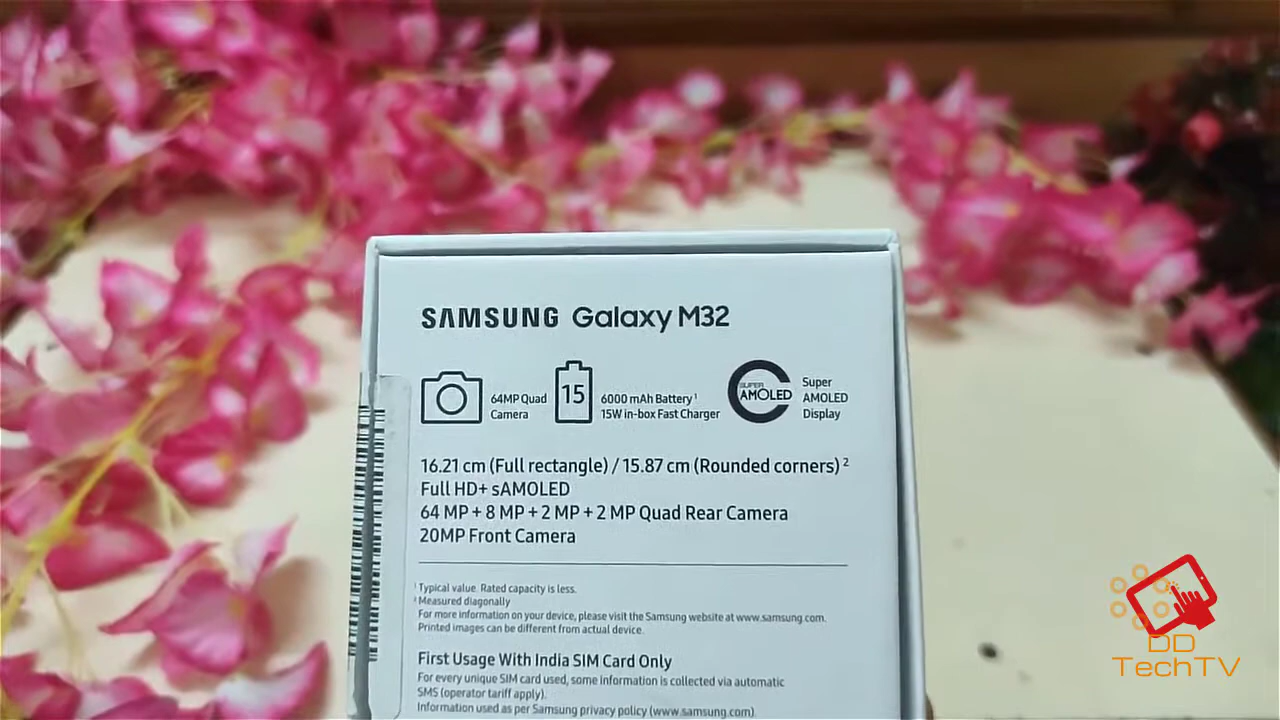 SAMSUNG Galaxy M32
64MP Quad
Camera
15
6000 mAh Battery¹
15W in-box Fast Charger
SUPER
AMOLED
Super
AMOLED
Display
16.21 cm (Full rectangle) / 15.87 cm (Rounded corners) ²
Full HD+ sAMOLED
64 MP + 8 MP + 2 MP + 2 MP Quad Rear Camera
20MP Front Camera
¹ Typical value. Rated capacity is less.
² Measured diagonally
For more information on your device, please visit the Samsung website at www.samsung.com.
Printed images can be different from actual device.
First Usage With India SIM Card Only
For every unique SIM card used, some information is collected via automatic
SMS (operator tariff apply).
Information used as per Samsung privacy policy (www.samsung.com).
DD
TechTV